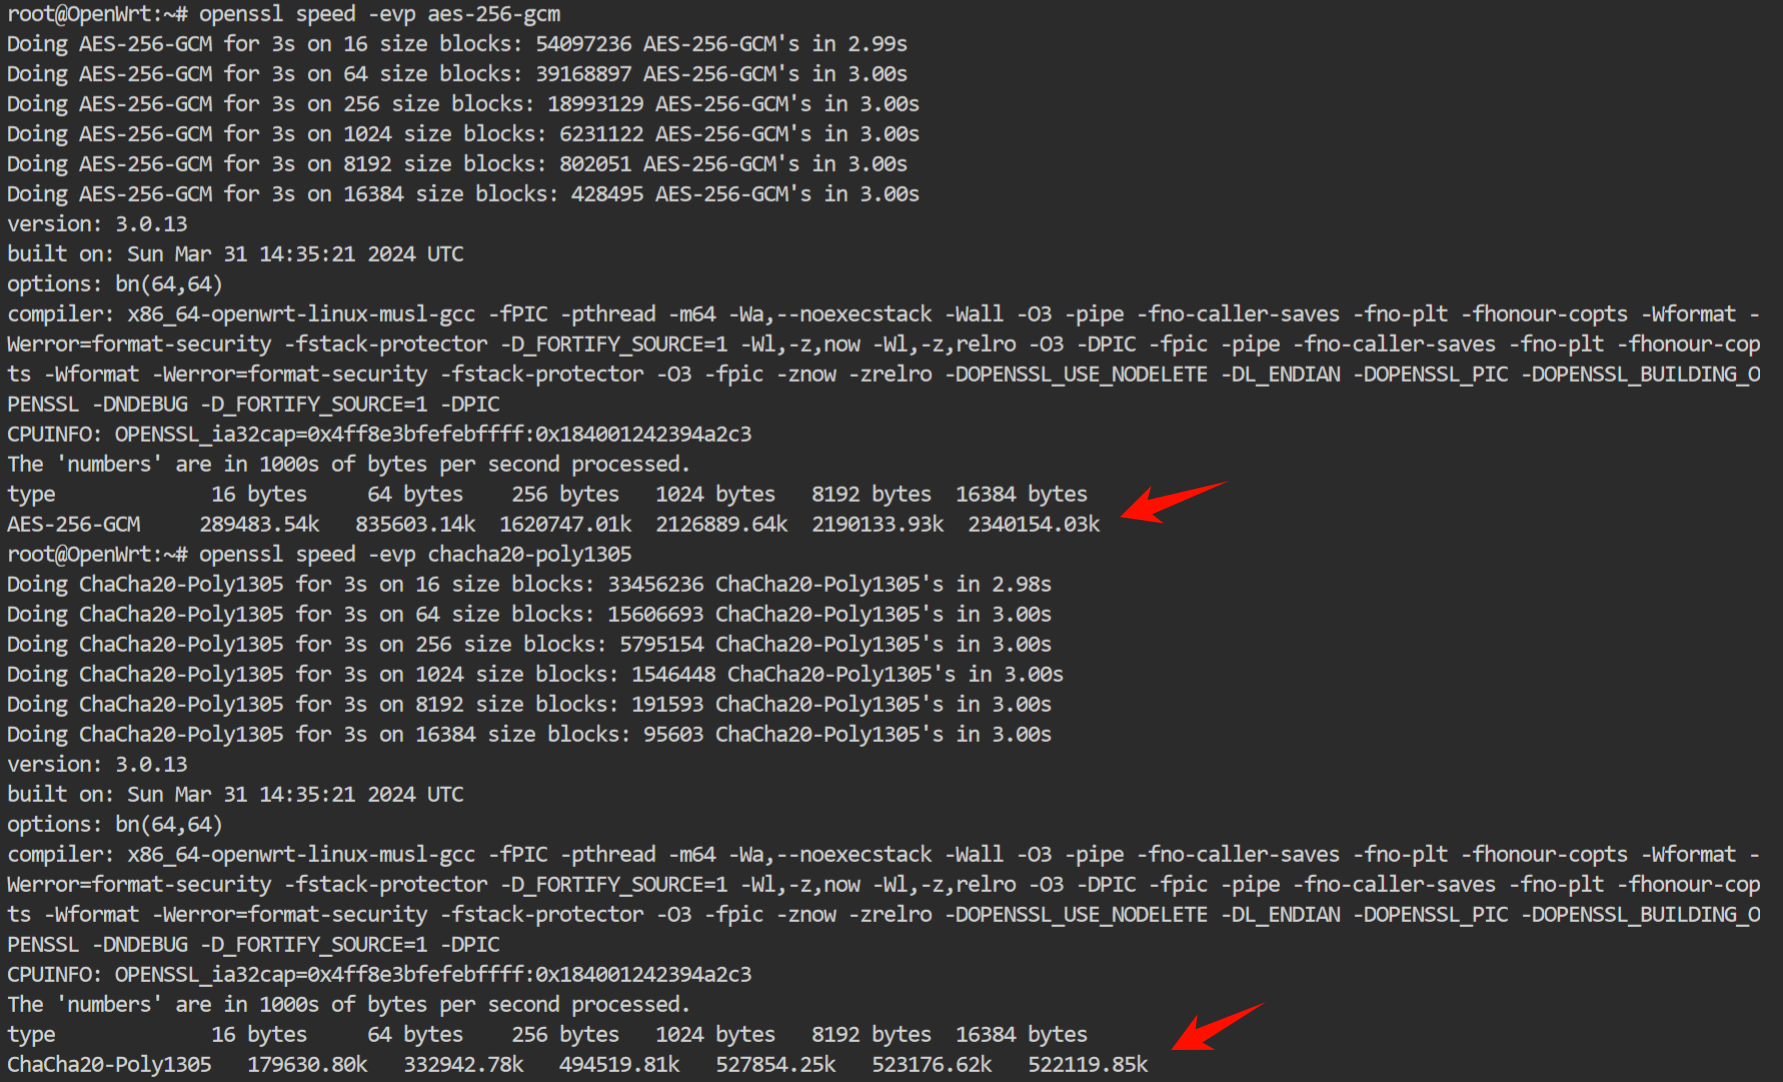 root@OpenWrt:~# openssl speed -evp aes-256-gcm
Doing AES-256-GCM for 3s on 16 size blocks: 54097236 AES-256-GCM's in 2.99s
Doing AES-256-GCM for 3s on 64 size blocks: 39168897 AES-256-GCM's in 3.00s
Doing AES-256-GCM for 3s on 256 size blocks: 18993129 AES-256-GCM's in 3.00s
Doing AES-256-GCM for 3s on 1024 size blocks: 6231122 AES-256-GCM's in 3.00s
Doing AES-256-GCM for 3s on 8192 size blocks: 802051 AES-256-GCM's in 3.00s
Doing AES-256-GCM for 3s on 16384 size blocks: 428495 AES-256-GCM's in 3.00s
version: 3.0.13
built on: Sun Mar 31 14:35:21 2024 UTC
options: bn(64,64)
compiler: x86_64-openwrt-linux-musl-gcc -fPIC -pthread -m64 -Wa,--noexecstack -Wall -O3 -pipe -fno-caller-saves -fno-plt -fhonour-copts -Wformat -
Werror=format-security -fstack-protector -D_FORTIFY_SOURCE=1 -Wl,-z,now -Wl,-z,relro -O3 -DPIC -fpic -pipe -fno-caller-saves -fno-plt -fhonour-cop
ts -Wformat -Werror=format-security -fstack-protector -O3 -fpic -znow -zrelro -DOPENSSL_USE_NODELETE -DL_ENDIAN -DOPENSSL_PIC -DOPENSSL_BUILDING_O
PENSSL -DNDEBUG -D_FORTIFY_SOURCE=1 -DPIC
CPUINFO: OPENSSL_ia32cap=0x4ff8e3bfefebffff:0x184001242394a2c3
The 'numbers' are in 1000s of bytes per second processed.
type             16 bytes     64 bytes    256 bytes   1024 bytes   8192 bytes  16384 bytes
AES-256-GCM     289483.54k   835603.14k  1620747.01k  2126889.64k  2190133.93k  2340154.03k
root@OpenWrt:~# openssl speed -evp chacha20-poly1305
Doing ChaCha20-Poly1305 for 3s on 16 size blocks: 33456236 ChaCha20-Poly1305's in 2.98s
Doing ChaCha20-Poly1305 for 3s on 64 size blocks: 15606693 ChaCha20-Poly1305's in 3.00s
Doing ChaCha20-Poly1305 for 3s on 256 size blocks: 5795154 ChaCha20-Poly1305's in 3.00s
Doing ChaCha20-Poly1305 for 3s on 1024 size blocks: 1546448 ChaCha20-Poly1305's in 3.00s
Doing ChaCha20-Poly1305 for 3s on 8192 size blocks: 191593 ChaCha20-Poly1305's in 3.00s
Doing ChaCha20-Poly1305 for 3s on 16384 size blocks: 95603 ChaCha20-Poly1305's in 3.00s
version: 3.0.13
built on: Sun Mar 31 14:35:21 2024 UTC
options: bn(64,64)
compiler: x86_64-openwrt-linux-musl-gcc -fPIC -pthread -m64 -Wa,--noexecstack -Wall -O3 -pipe -fno-caller-saves -fno-plt -fhonour-copts -Wformat -
Werror=format-security -fstack-protector -D_FORTIFY_SOURCE=1 -Wl,-z,now -Wl,-z,relro -O3 -DPIC -fpic -pipe -fno-caller-saves -fno-plt -fhonour-cop
ts -Wformat -Werror=format-security -fstack-protector -O3 -fpic -znow -zrelro -DOPENSSL_USE_NODELETE -DL_ENDIAN -DOPENSSL_PIC -DOPENSSL_BUILDING_O
PENSSL -DNDEBUG -D_FORTIFY_SOURCE=1 -DPIC
CPUINFO: OPENSSL_ia32cap=0x4ff8e3bfefebffff:0x184001242394a2c3
The 'numbers' are in 1000s of bytes per second processed.
type             16 bytes     64 bytes    256 bytes   1024 bytes   8192 bytes  16384 bytes
ChaCha20-Poly1305   179630.80k   332942.78k   494519.81k   527854.25k   523176.62k   522119.85k